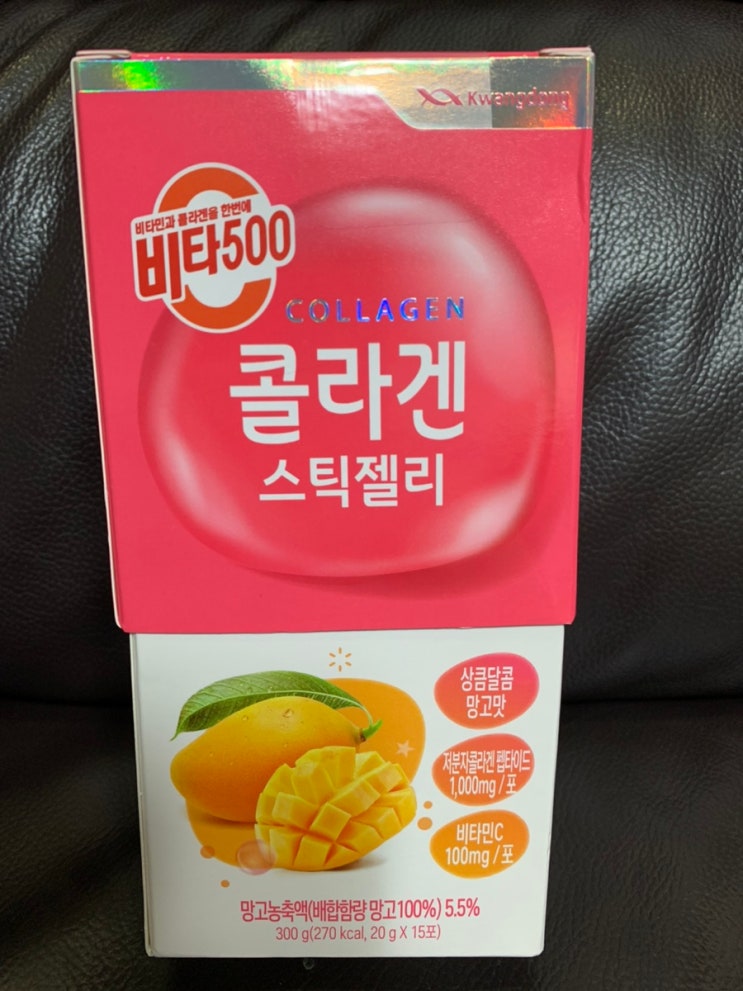 Kwangdong
비타민과 콜라겐을 한번에
비타500
COLLAGEN
콜라겐
스틱젤리
상큼달콤
망고맛
저분자콜라겐 펩타이드
1,000mg/포
비타민C
100mg/포
망고농축액(배합함량 망고100%) 5.5%
300 g(270 kcal, 20 g X 15포)